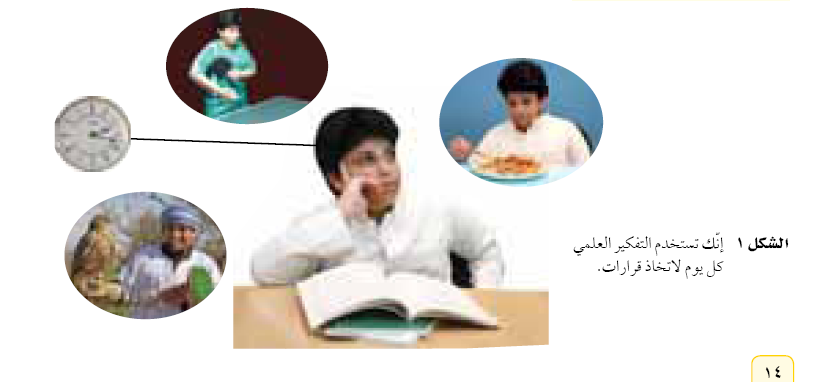 الشكل ١ إنّك تستخدم التفكير العلمي
كل يوم لاتخاذ قرارات.
١٤